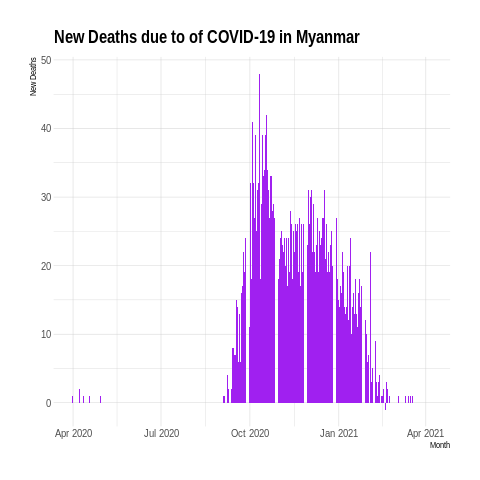 New Deaths due to of COVID-19 in Myanmar
New Deaths
50
40
30
20
10
0
Apr 2020 Jul 2020 Oct 2020 Jan 2021 Apr 2021
Month